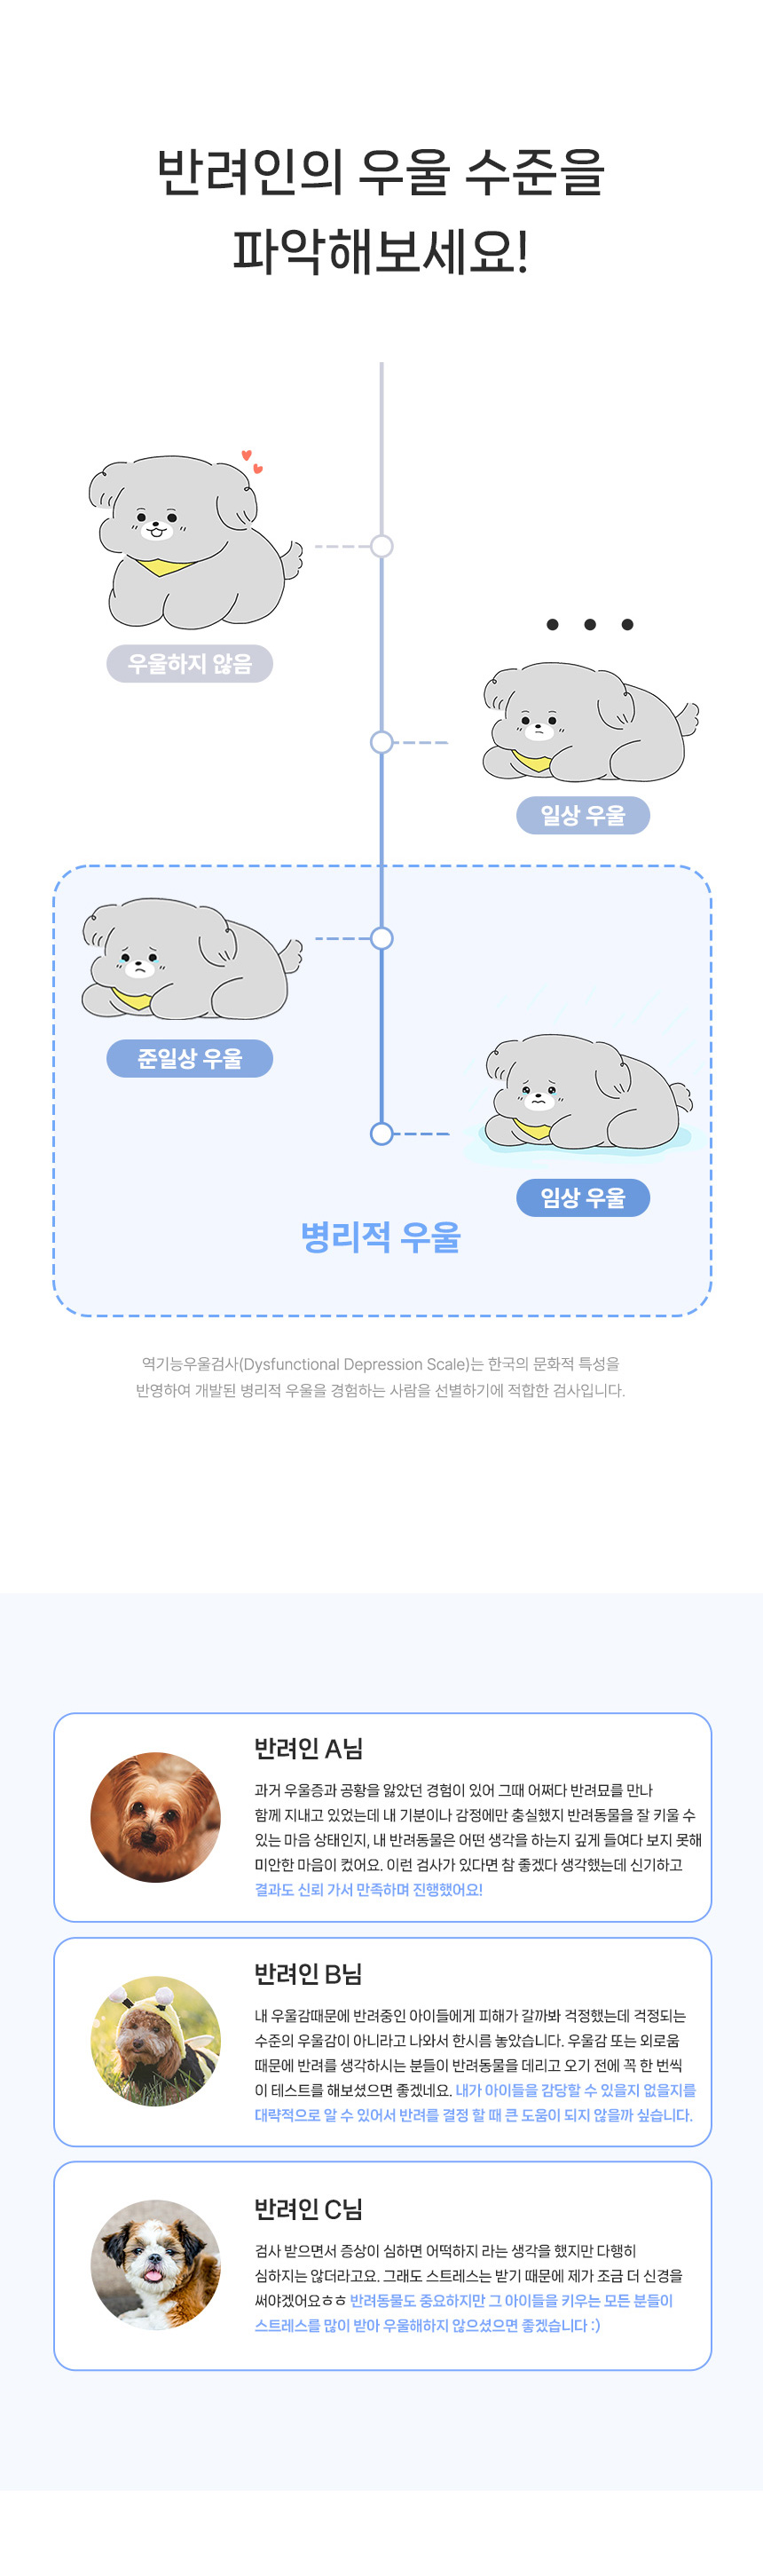 반려인의 우울 수준을
파악해보세요!
우울하지 않음
일상 우울
준일상 우울
임상 우울
병리적 우울
역기능우울검사(Dysfunctional Depression Scale)는 한국의 문화적 특성을
반영하여 개발된 병리적 우울을 경험하는 사람을 선별하기에 적합한 검사입니다.
반려인 A님
과거 우울증과 공황을 앓았던 경험이 있어 그때 어쩌다 반려묘를 만나
함께 지내고 있었는데 내 기분이나 감정에만 충실했지 반려동물을 잘 키울 수
있는 마음 상태인지, 내 반려동물은 어떤 생각을 하는지 깊게 들여다 보지 못해
미안한 마음이 컸어요. 이런 검사가 있다면 참 좋겠다 생각했는데 신기하고
결과도 신뢰 가서 만족하며 진행했어요!
반려인 B님
내 우울감때문에 반려중인 아이들에게 피해가 갈까봐 걱정했는데 걱정되는
수준의 우울감이 아니라고 나와서 한시름 놓았습니다. 우울감 또는 외로움
때문에 반려를 생각하시는 분들이 반려동물을 데리고 오기 전에 꼭 한 번씩
이 테스트를 해보셨으면 좋겠네요. 내가 아이들을 감당할 수 있을지 없을지를
대략적으로 알 수 있어서 반려를 결정 할 때 큰 도움이 되지 않을까 싶습니다.
반려인 C님
검사 받으면서 증상이 심하면 어떡하지 라는 생각을 했지만 다행히
심하지는 않더라고요. 그래도 스트레스는 받기 때문에 제가 조금 더 신경을
써야겠어요ㅎㅎ 반려동물도 중요하지만 그 아이들을 키우는 모든 분들이
스트레스를 많이 받아 우울해하지 않으셨으면 좋겠습니다 :)